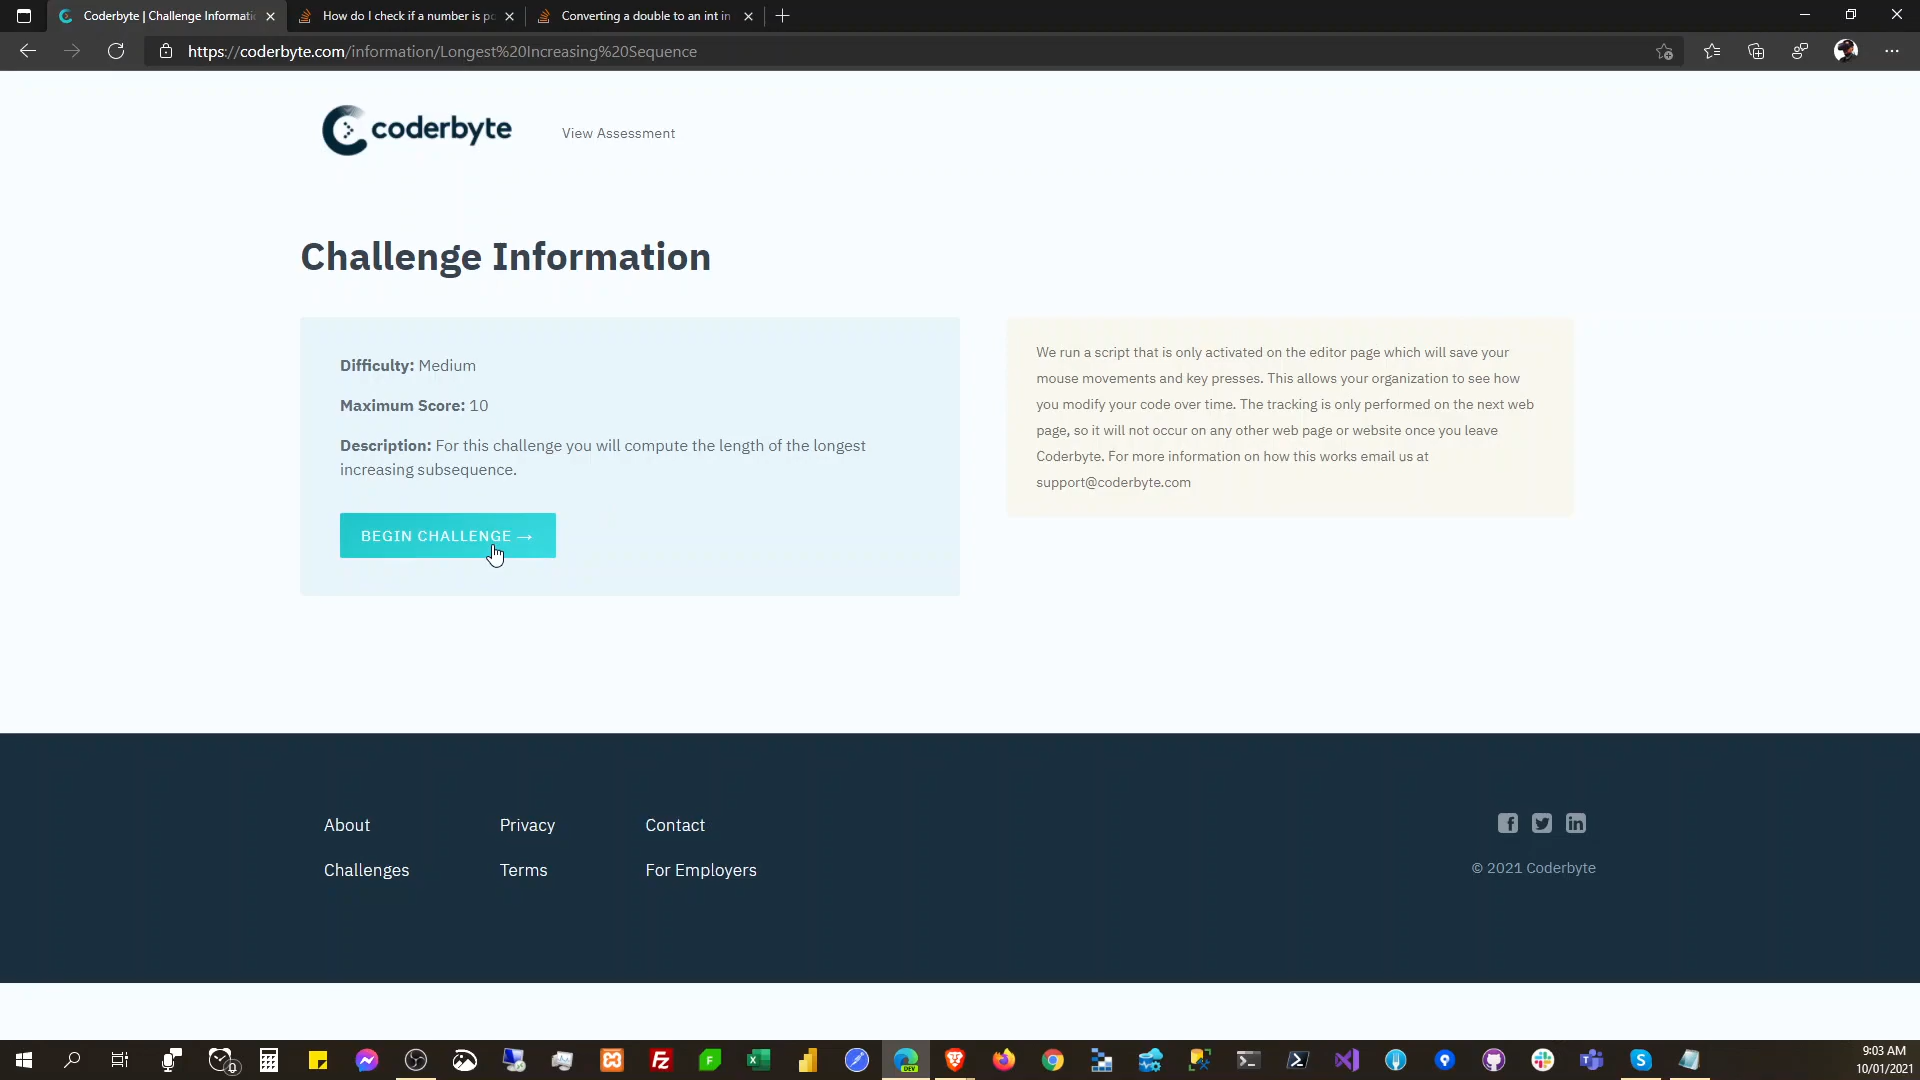 Coderbyte | Challenge Informati
How do I check if a number is po
Converting a double to an int in
https://coderbyte.com/information/Longest%20Increasing%20Sequence
coderbyte
View Assessment
Challenge Information
Difficulty: Medium
Maximum Score: 10
Description: For this challenge you will compute the length of the longest
increasing subsequence.
BEGIN CHALLENGE →
We run a script that is only activated on the editor page which will save your
mouse movements and key presses. This allows your organization to see how
you modify your code over time. The tracking is only performed on the next web
page, so it will not occur on any other web page or website once you leave
Coderbyte. For more information on how this works email us at
support@coderbyte.com
About
Privacy
Contact
Challenges
Terms
For Employers
© 2021 Coderbyte
9:03 AM
10/01/2021